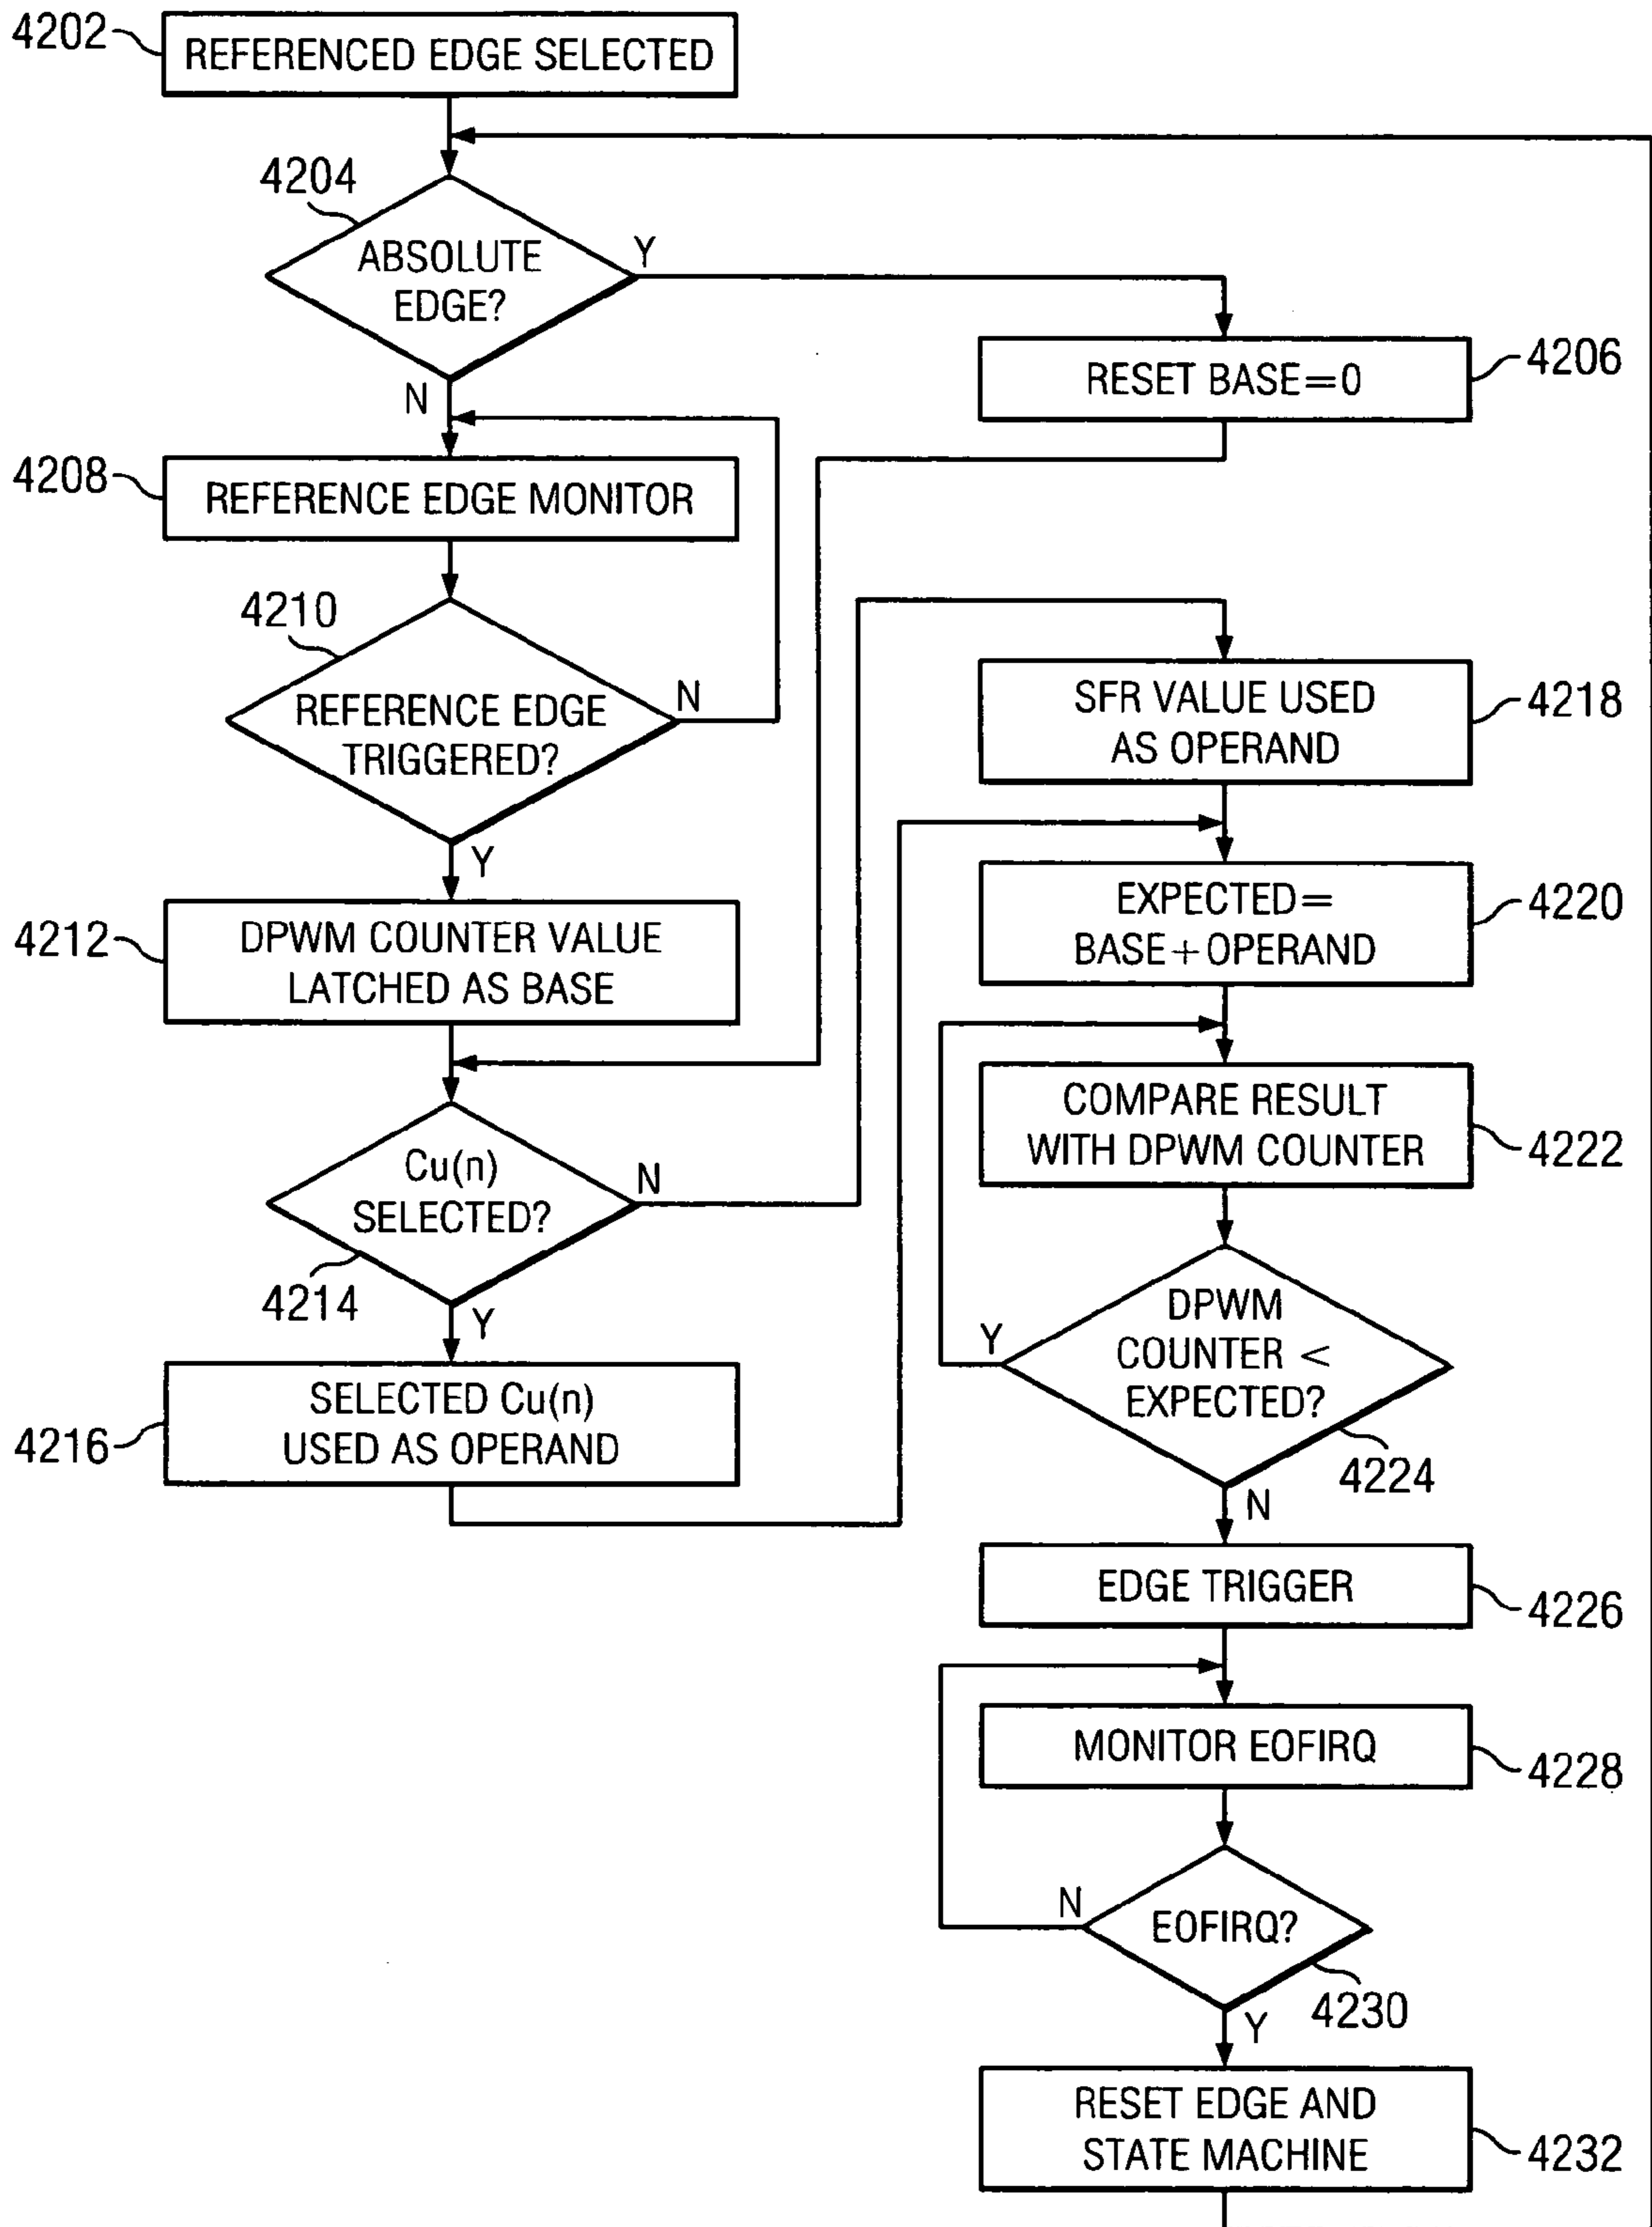 4202
REFERENCED EDGE SELECTED
4204
ABSOLUTE
EDGE?
Y
N
RESET BASE=0
4206
4208
REFERENCE EDGE MONITOR
4210
REFERENCE EDGE
TRIGGERED?
N
Y
4212
DPWM COUNTER VALUE
LATCHED AS BASE
Cu(n)
SELECTED?
N
4214
Y
4216
SELECTED Cu(n)
USED AS OPERAND
SFR VALUE USED
AS OPERAND
4218
EXPECTED=
BASE+OPERAND
4220
COMPARE RESULT
WITH DPWM COUNTER
4222
DPWM
COUNTER <
EXPECTED?
Y
4224
N
EDGE TRIGGER
4226
MONITOR EOFIRQ
4228
EOFIRQ?
N
4230
Y
RESET EDGE AND
STATE MACHINE
4232